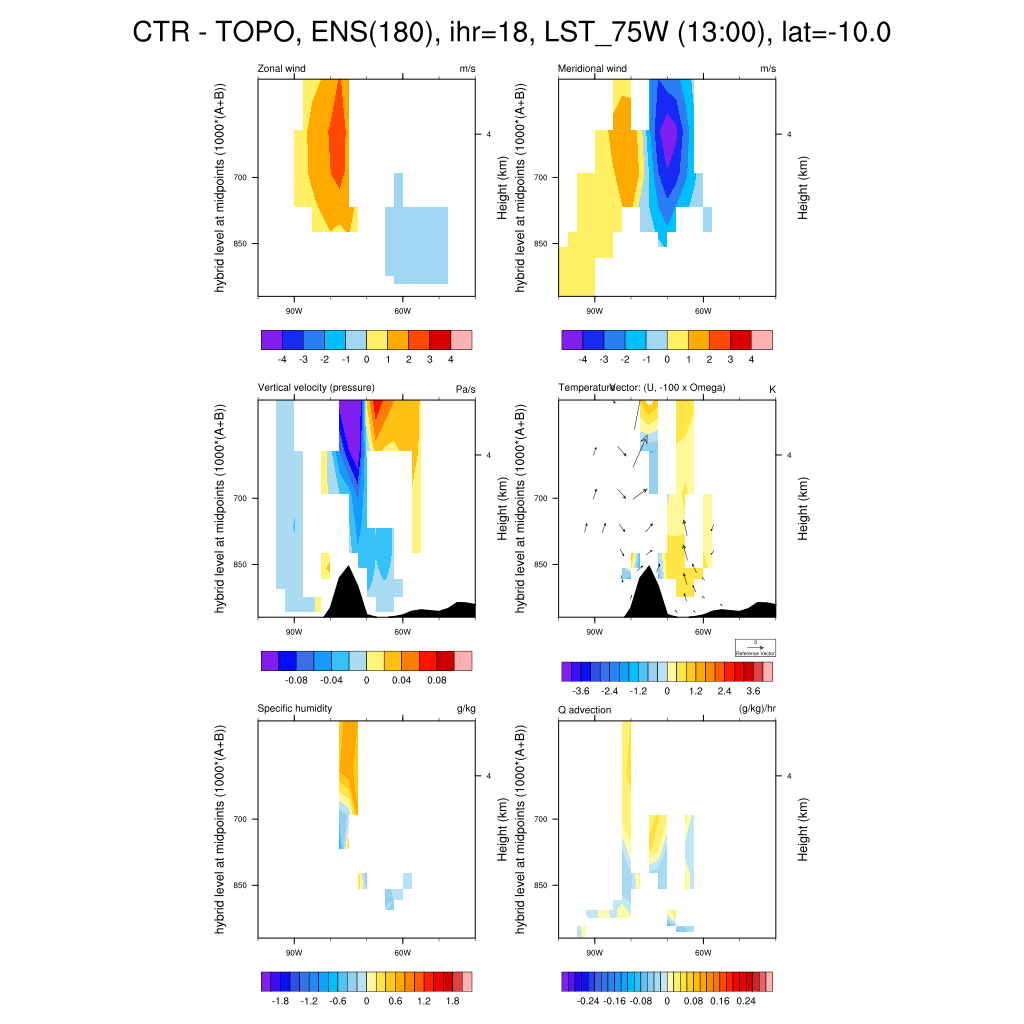 CTR - TOPO, ENS(180), ihr=18, LST_75W (13:00), lat=-10.0
Zonal wind m/s
hybrid level at midpoints (1000*(A+B))
700
850
4
Height (km)
90W 60W
-4 -3 -2 -1 0 1 2 3 4
Meridional wind m/s
hybrid level at midpoints (1000*(A+B))
700
850
4
Height (km)
90W 60W
-4 -3 -2 -1 0 1 2 3 4
Vertical velocity (pressure) Pa/s
hybrid level at midpoints (1000*(A+B))
700
850
4
Height (km)
90W 60W
-0.08 -0.04 0 0.04 0.08
Temperature Vector: (U, -100 x Omega) K
hybrid level at midpoints (1000*(A+B))
700
850
4
Height (km)
90W 60W
3
Reference Vector
-3.6 -2.4 -1.2 0 1.2 2.4 3.6
Specific humidity g/kg
hybrid level at midpoints (1000*(A+B))
700
850
4
Height (km)
90W 60W
-1.8 -1.2 -0.6 0 0.6 1.2 1.8
Q advection (g/kg)/hr
hybrid level at midpoints (1000*(A+B))
700
850
4
Height (km)
90W 60W
-0.24 -0.16 -0.08 0 0.08 0.16 0.24